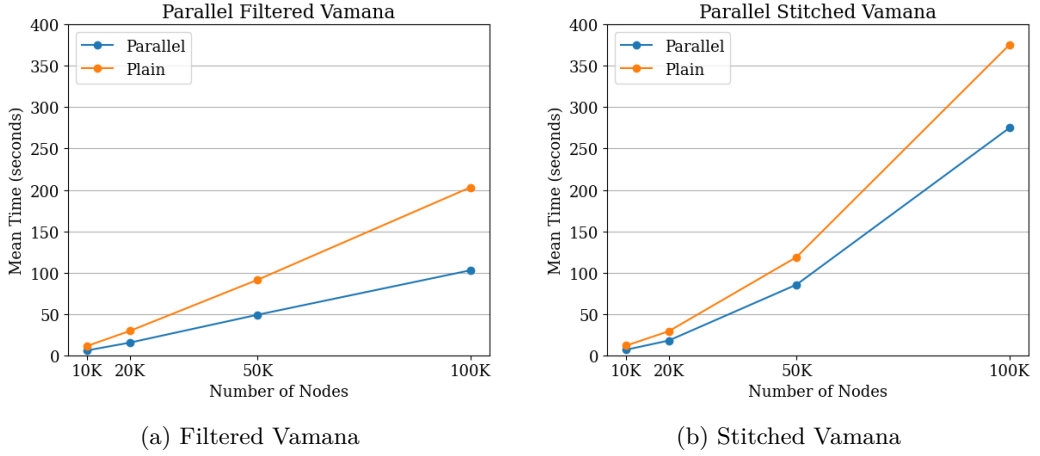 Parallel Filtered Vamana
400
350
300
250
200
150
100
50
0
Mean Time (seconds)
Parallel
Plain
10K 20K 50K 100K
Number of Nodes
(a) Filtered Vamana
Parallel Stitched Vamana
400
350
300
250
200
150
100
50
0
Mean Time (seconds)
Parallel
Plain
10K 20K 50K 100K
Number of Nodes
(b) Stitched Vamana